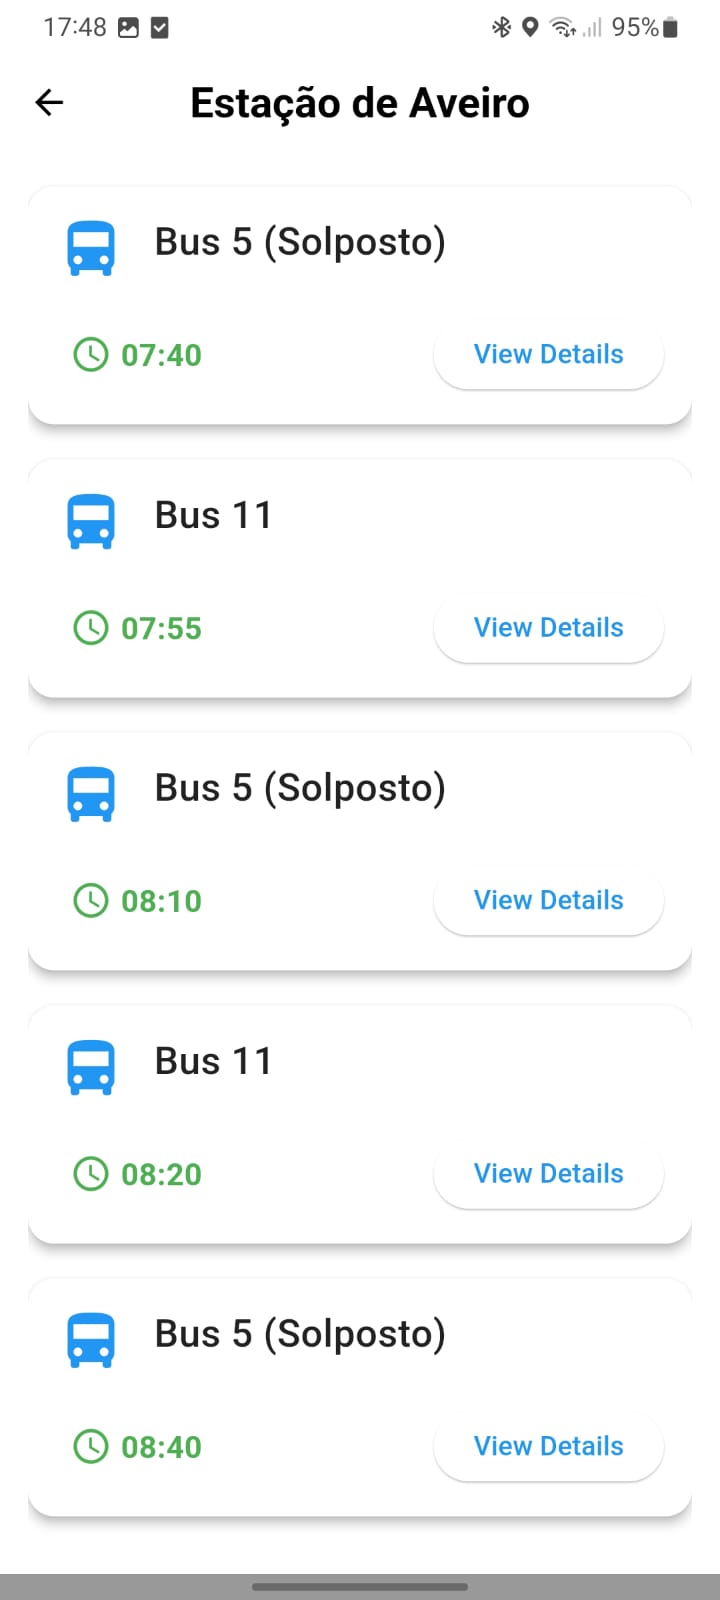 17:48 95%
Estação de Aveiro
Bus 5 (Solposto)
07:40 View Details
Bus 11
07:55 View Details
Bus 5 (Solposto)
08:10 View Details
Bus 11
08:20 View Details
Bus 5 (Solposto)
08:40 View Details